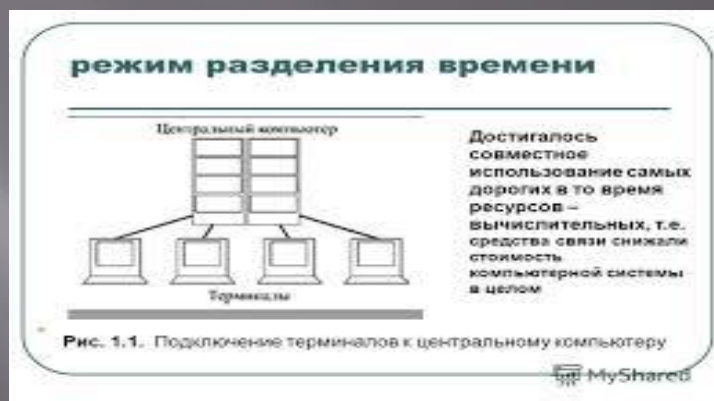 режим разделения времени
Центральный компьютер
Терминалы
Достигалось
совместное
использование самых
дорогих в то время
ресурсов –
вычислительных, т.е.
средства связи снижали
стоимость
компьютерной системы
в целом
Рис. 1.1. Подключение терминалов к центральному компьютеру
MyShared